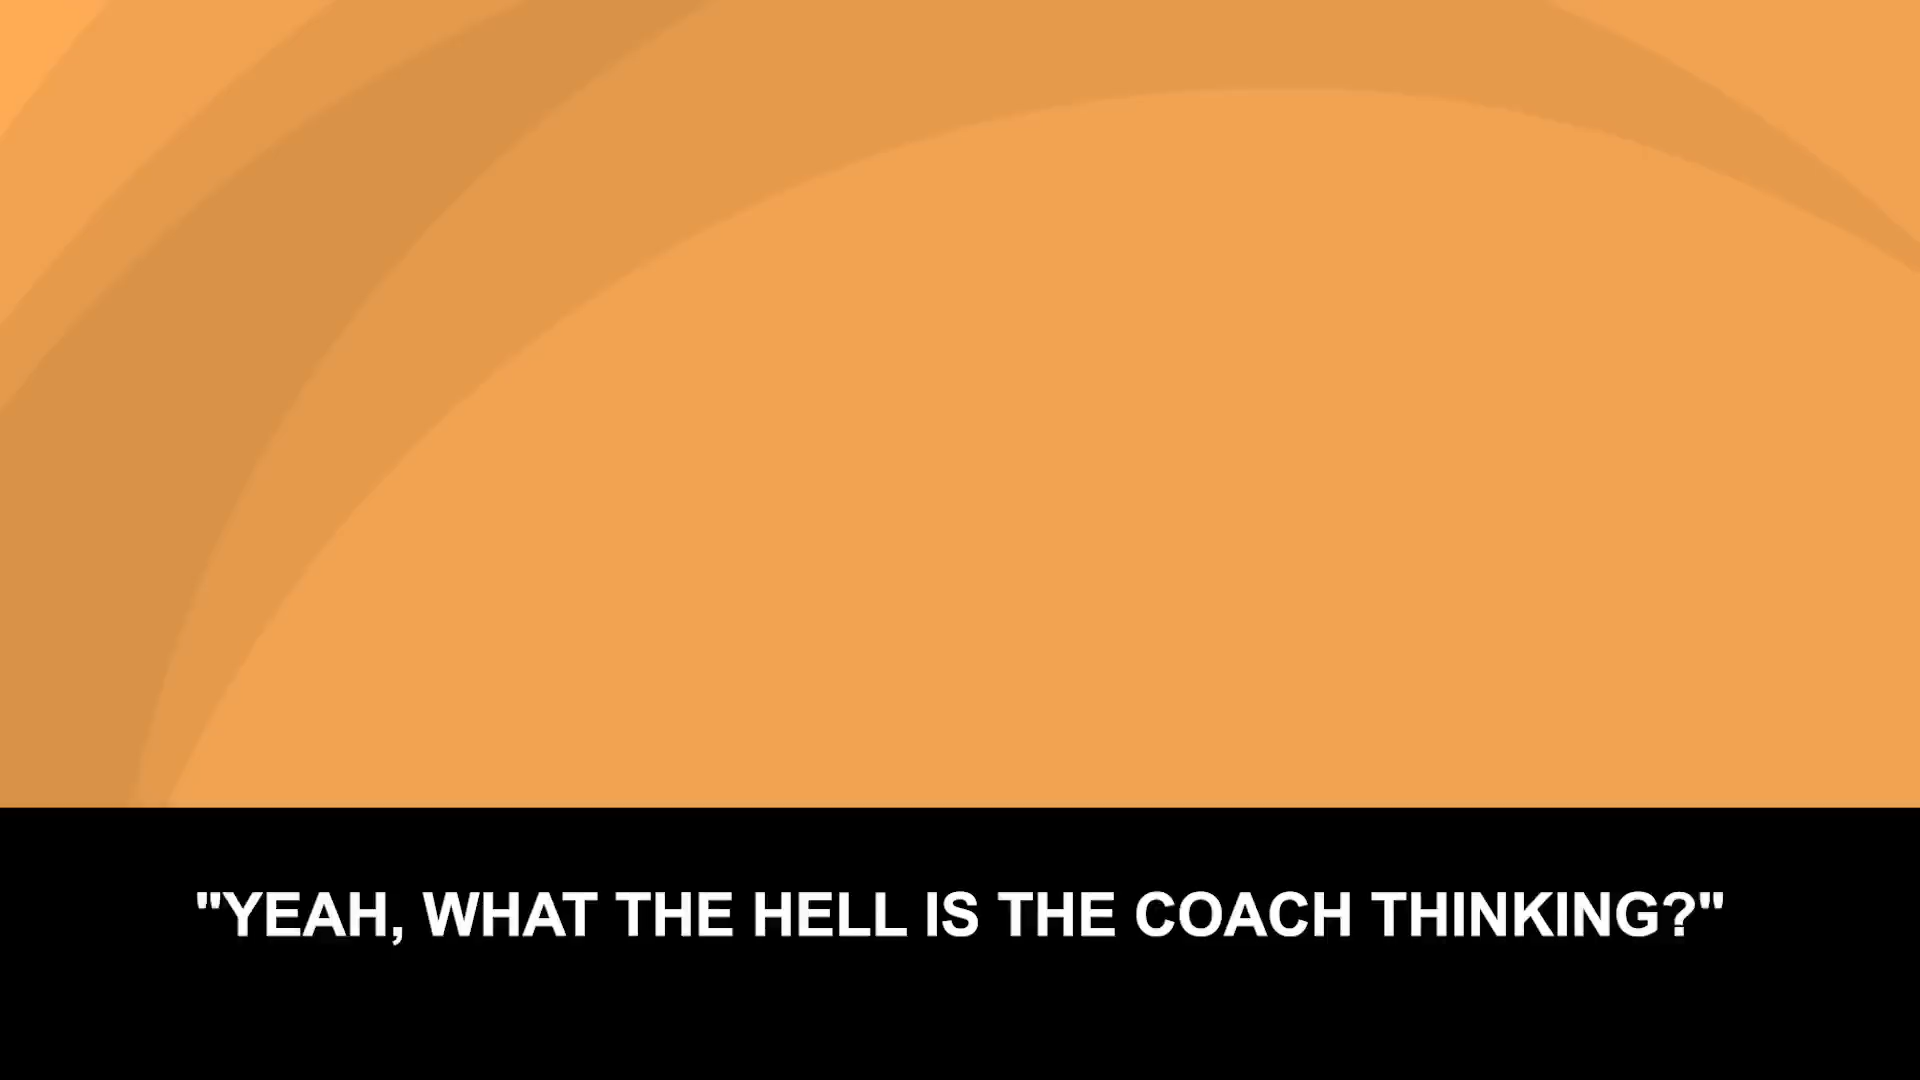 "YEAH, WHAT THE HELL IS THE COACH THINKING?"